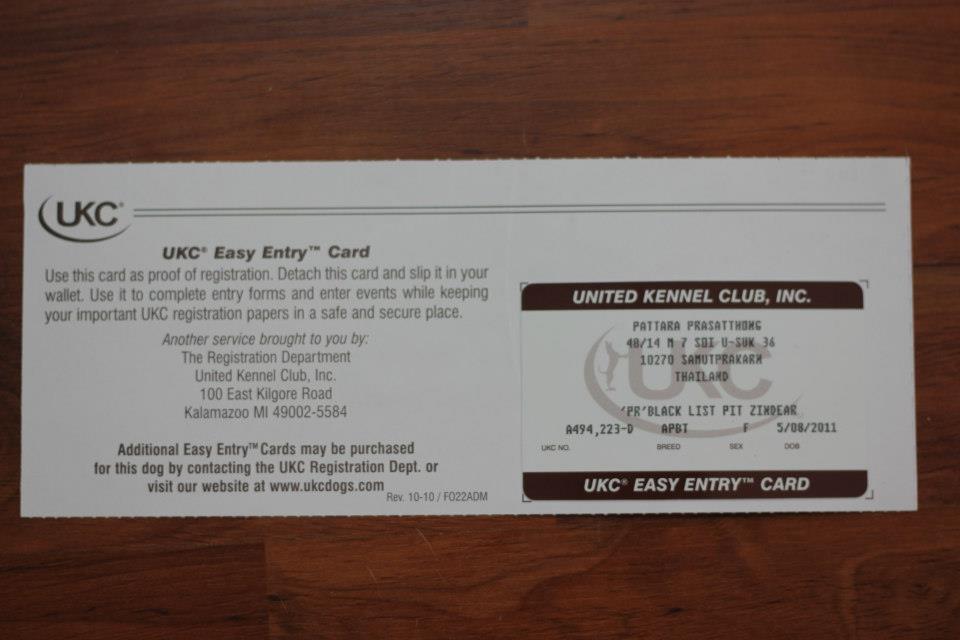 UKC®
UKC® Easy Entry™ Card
Use this card as proof of registration. Detach this card and slip it in your
wallet. Use it to complete entry forms and enter events while keeping
your important UKC registration papers in a safe and secure place.
Another service brought to you by:
The Registration Department
United Kennel Club, Inc.
100 East Kilgore Road
Kalamazoo MI 49002-5584
Additional Easy Entry™ Cards may be purchased
for this dog by contacting the UKC Registration Dept. or
visit our website at www.ukcdogs.com
Rev. 10-10 / FO22ADM
UNITED KENNEL CLUB, INC.
UKC
PATTARA PRASATTHONG
48/14 M 7 SOI U-SUK 36
10270 SAMUTPRAKARN
THAILAND
'PR'BLACK LIST PIT ZINDEAR
A494,223-D APBT F 5/08/2011
UKC NO. BREED SEX DOB
UKC® EASY ENTRY™ CARD